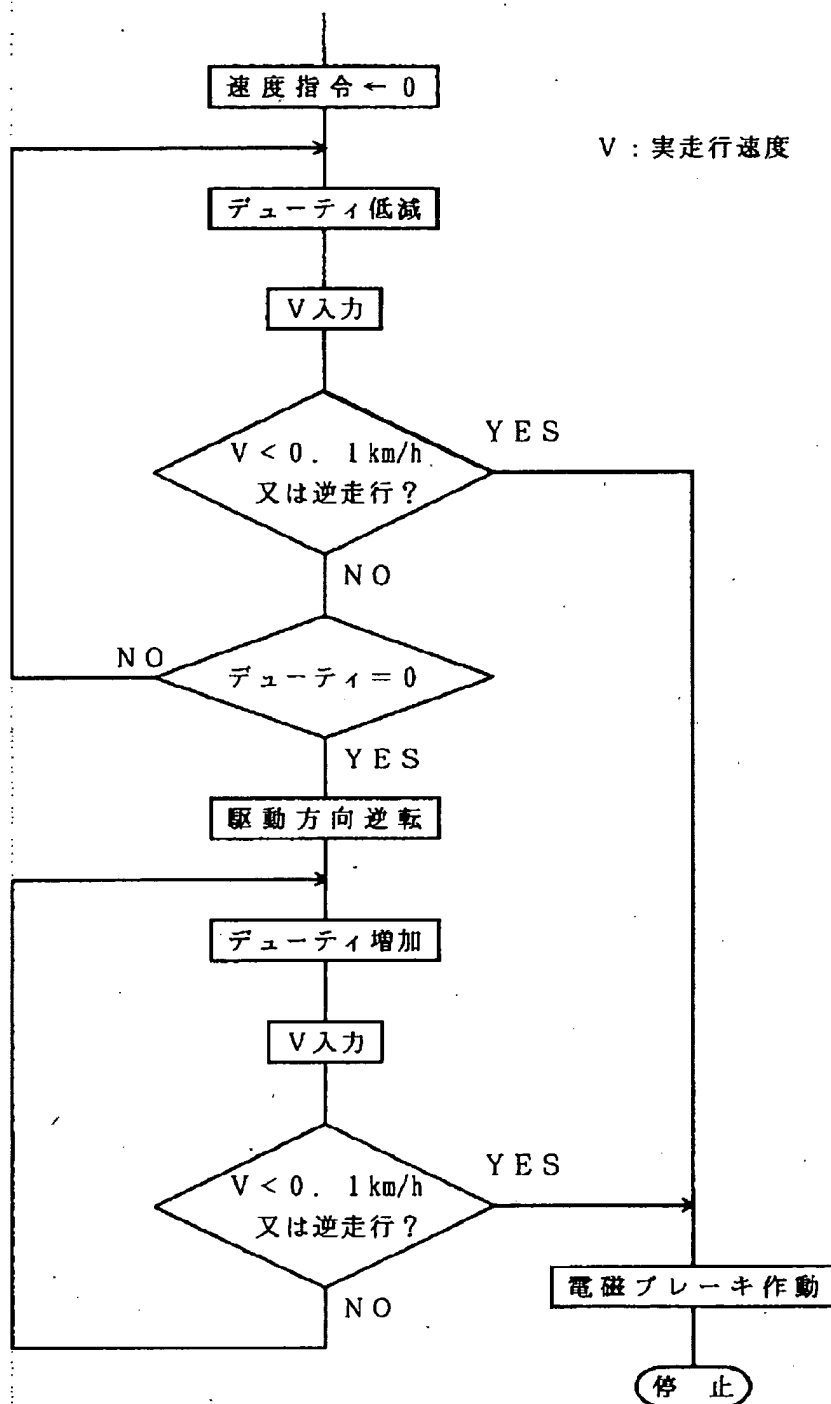 速度指令←0
V:実走行速度
デューティ低減
V入力
V<0.1km/h
又は逆走行?
YES
NO
デューティ=0
NO
YES
駆動方向逆転
デューティ増加
V入力
V<0.1km/h
又は逆走行?
YES
NO
電磁ブレーキ作動
停 止